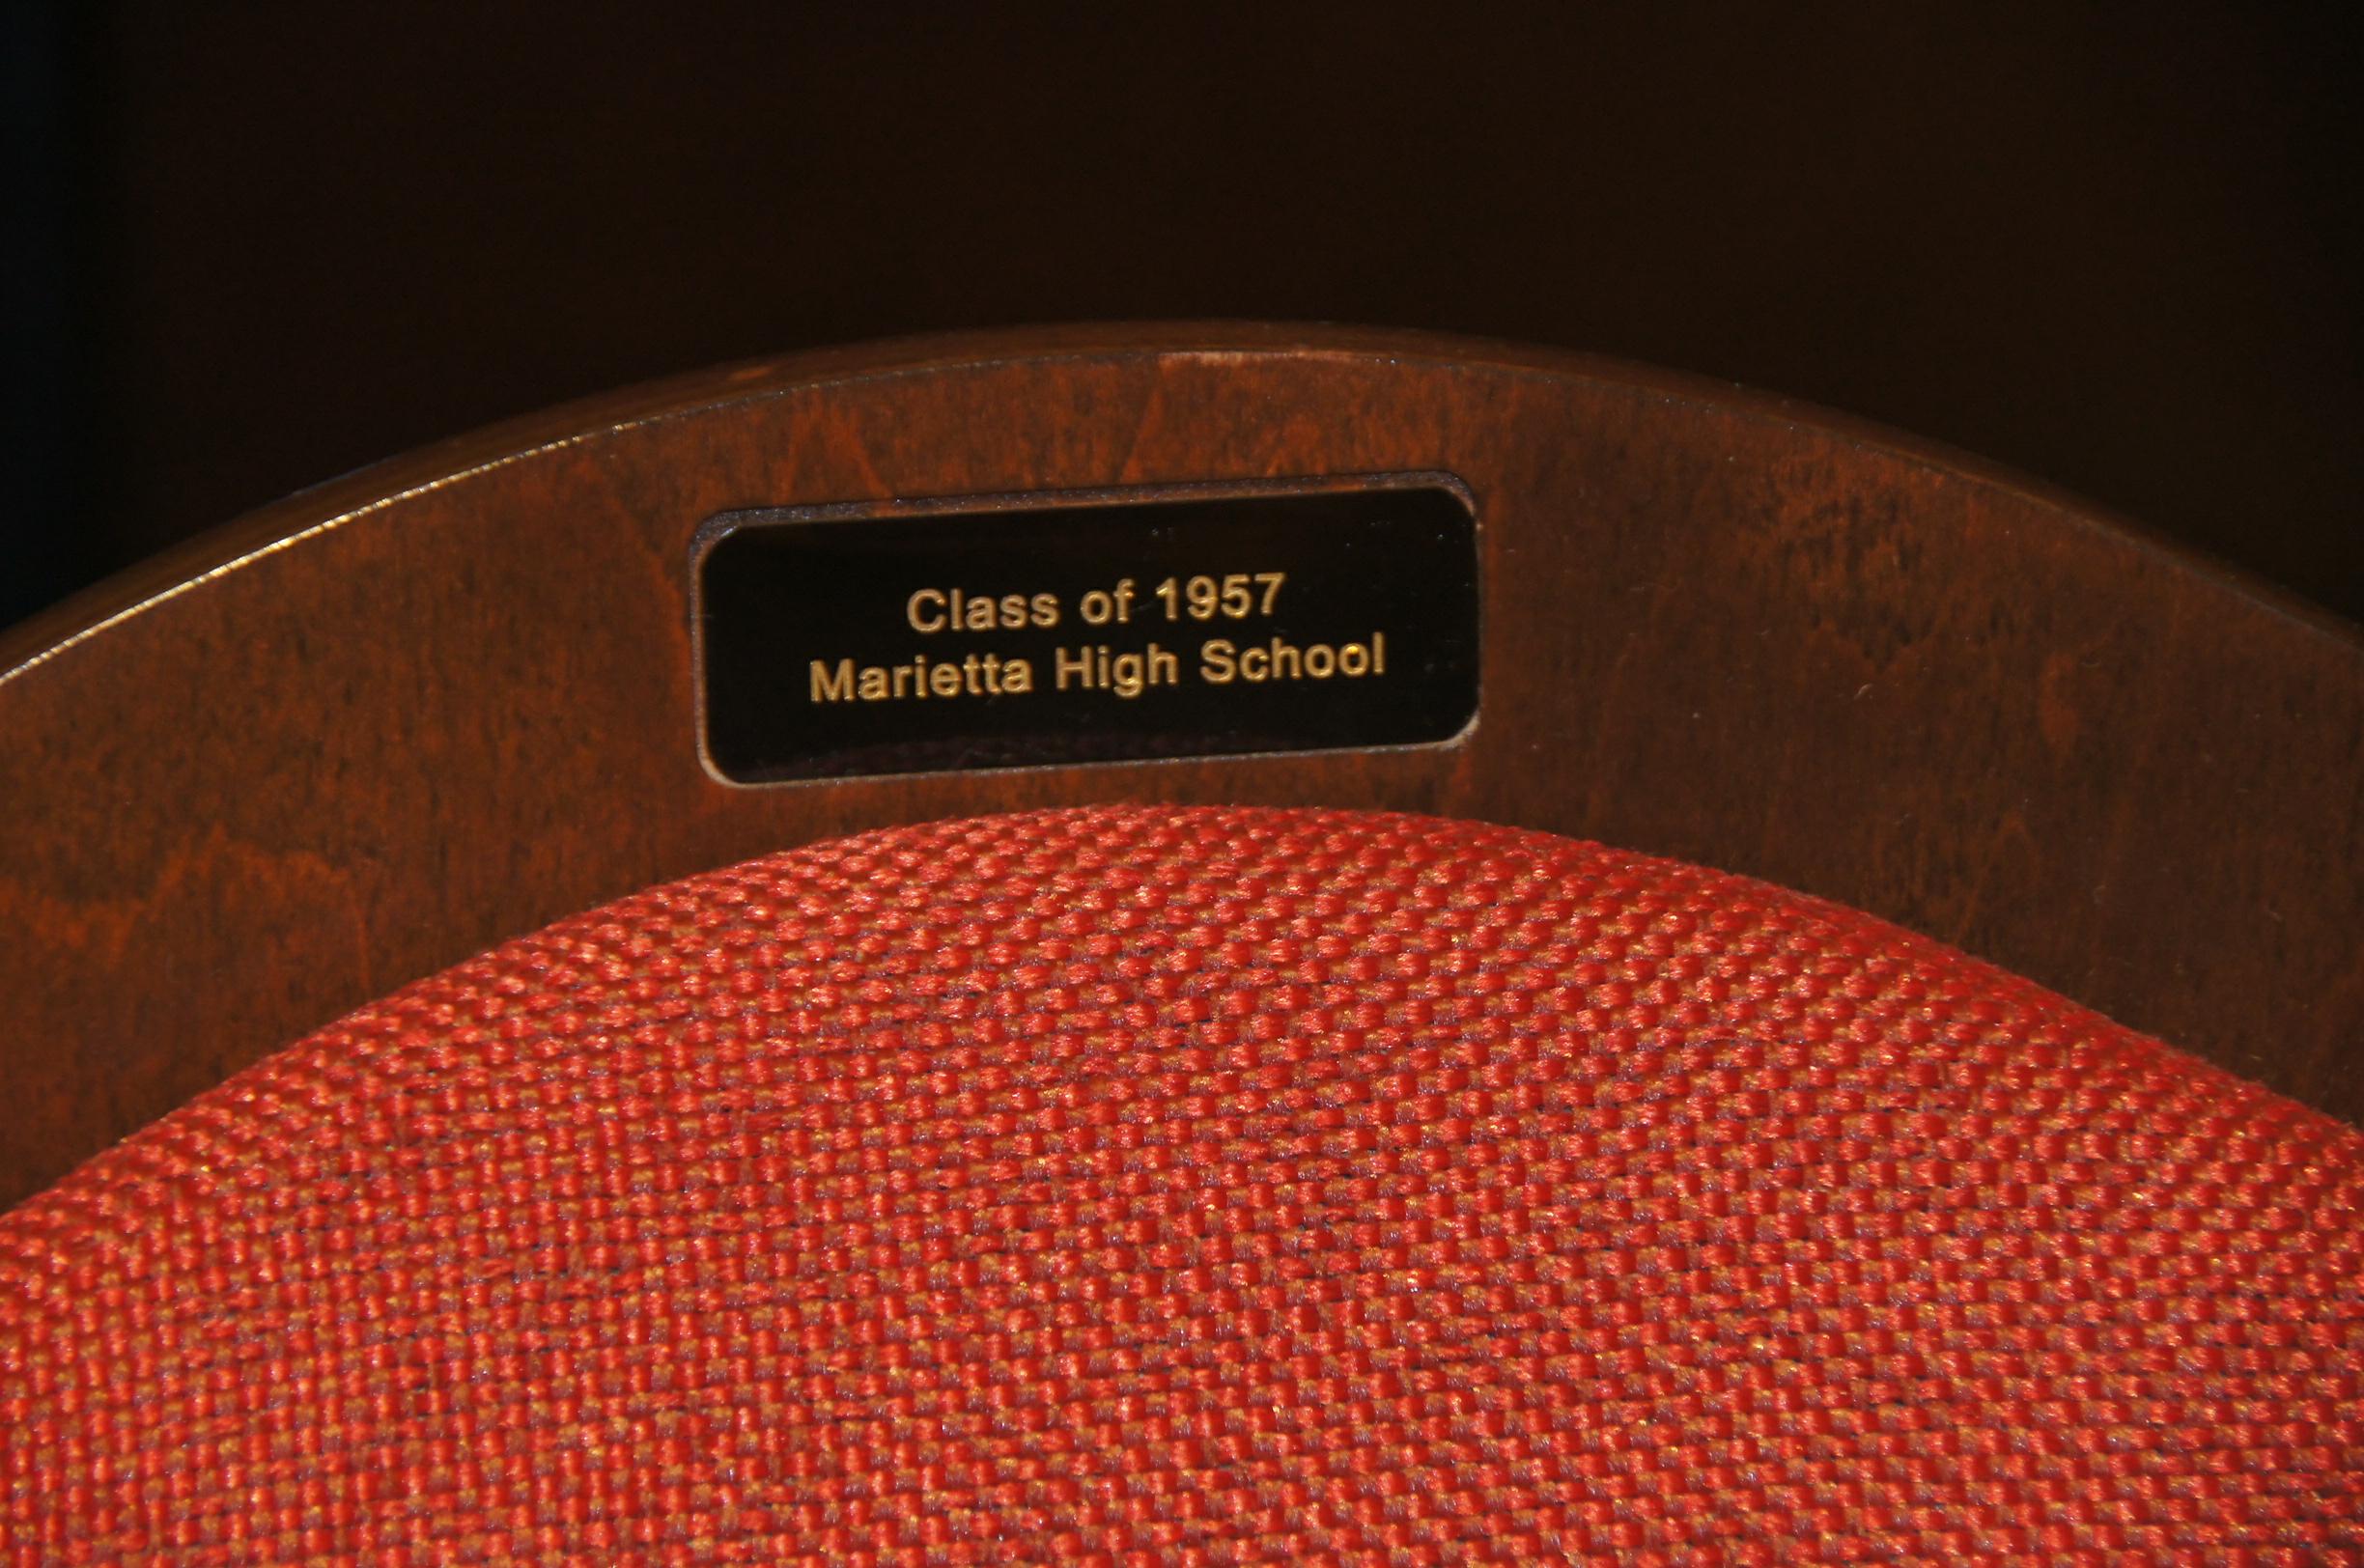 Class of 1957
Marietta High School